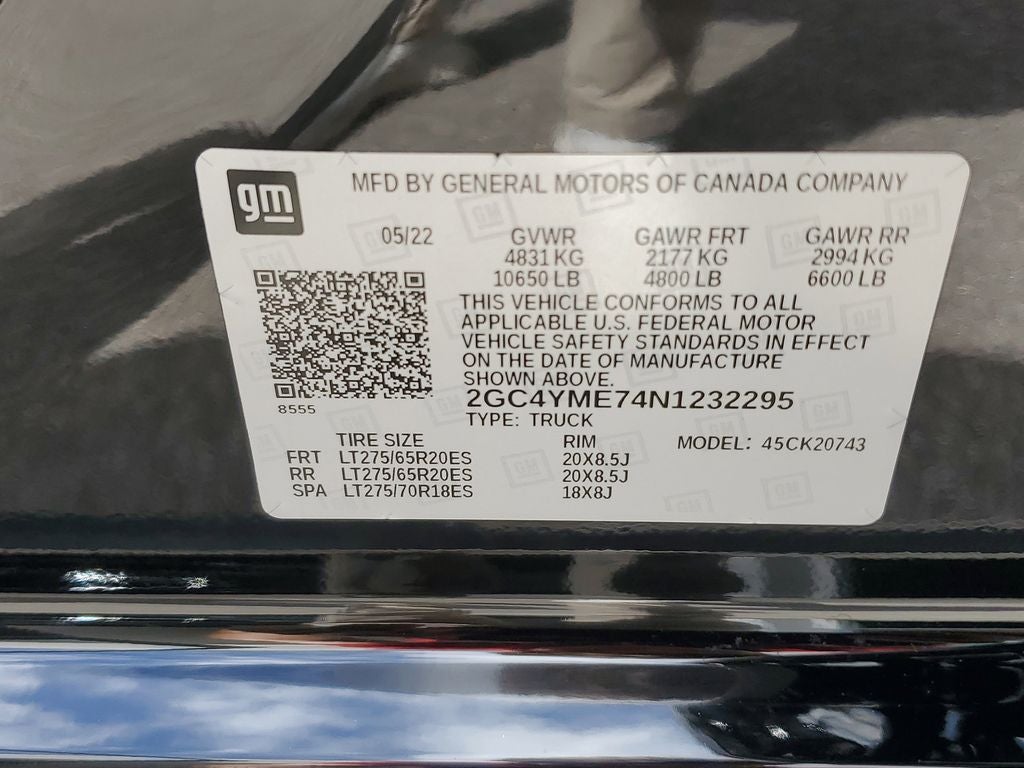 gm
MFD BY GENERAL MOTORS OF CANADA COMPANY
05/22 GVWR GAWR FRT GAWR RR
4831 KG 2177 KG 2994 KG
10650 LB 4800 LB 6600 LB
THIS VEHICLE CONFORMS TO ALL
APPLICABLE U.S. FEDERAL MOTOR
VEHICLE SAFETY STANDARDS IN EFFECT
ON THE DATE OF MANUFACTURE
SHOWN ABOVE.
8555
2GC4YME74N1232295
TYPE: TRUCK
TIRE SIZE RIM MODEL: 45CK20743
FRT LT275/65R20ES 20X8.5J
RR LT275/65R20ES 20X8.5J
SPA LT275/70R18ES 18X8J